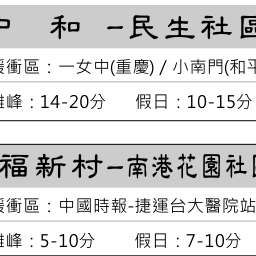 中 和 –民生社區
緩衝區：一女中(重慶) / 小南門(和平
離峰：14-20分 假日：10-15分
福新村–南港花園社區
緩衝區：中國時報-捷運台大醫院站
離峰：5-10分 假日：7-10分